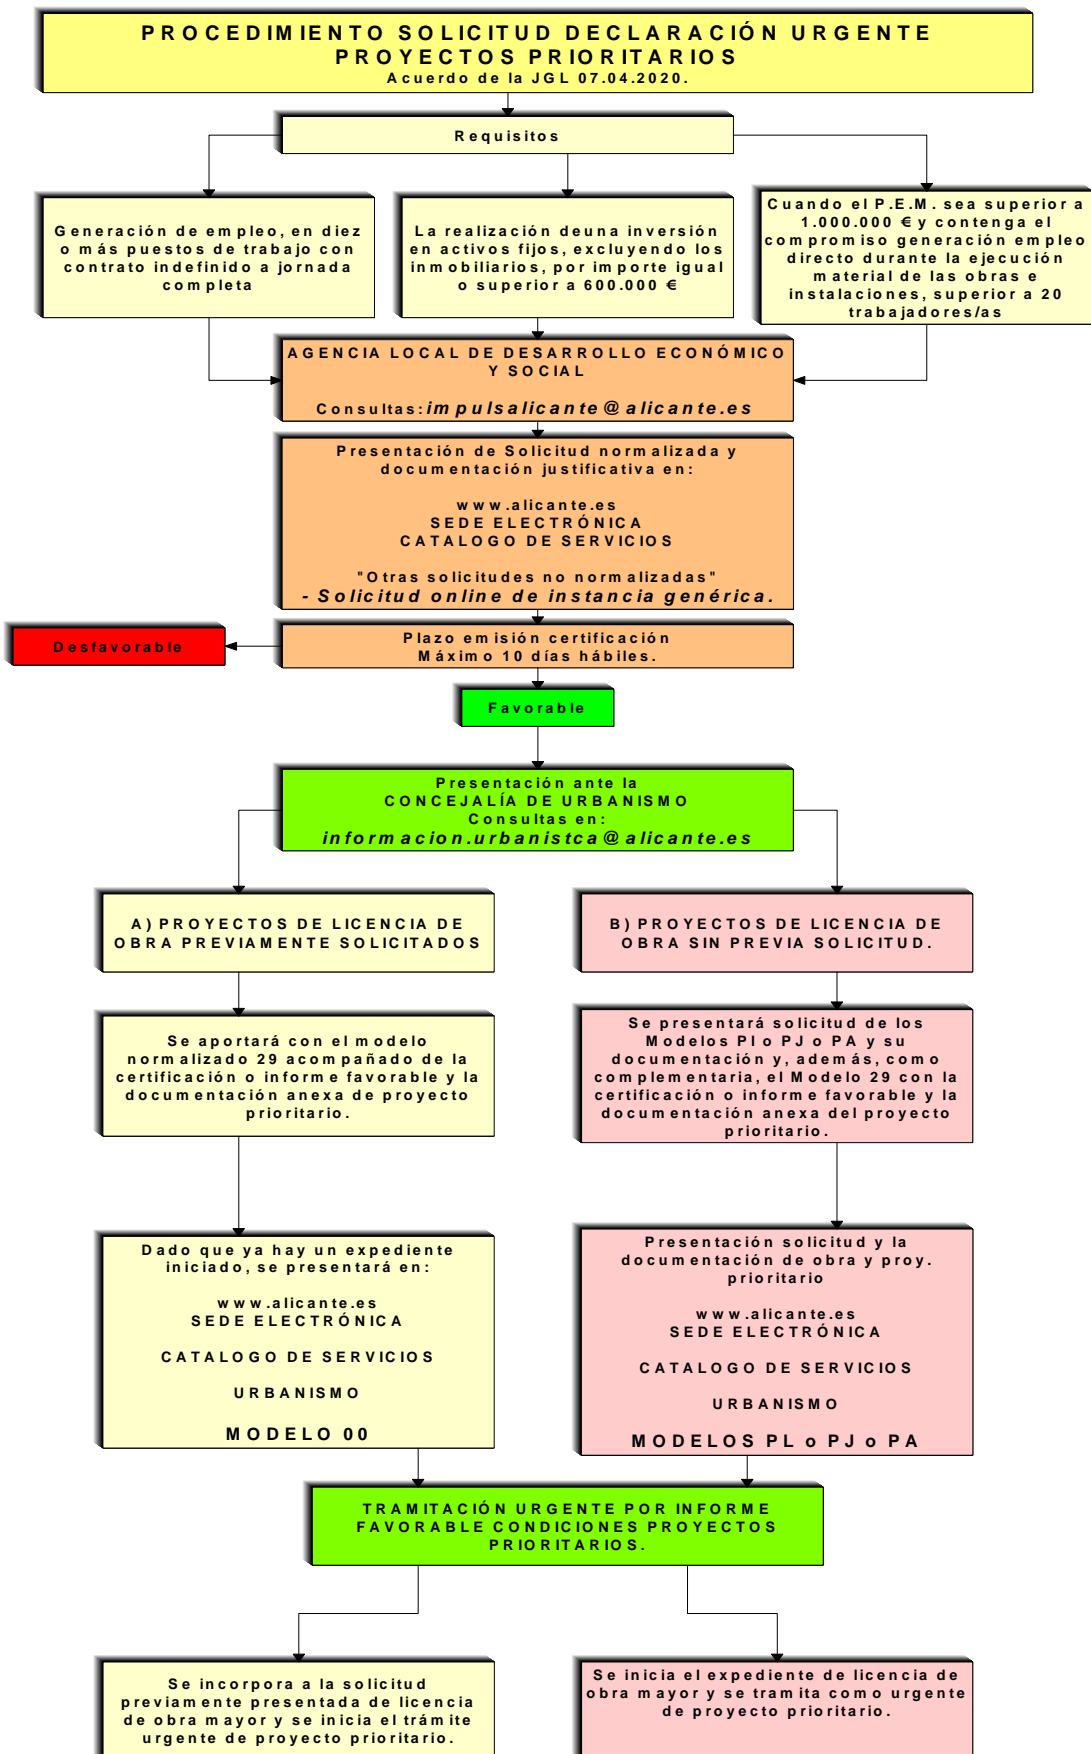 PROCEDIMIENTO SOLICITUD DECLARACIÓN URGENTE
PROYECTOS PRIORITARIOS
Acuerdo de la JGL 07.04.2020.
Requisitos
Generación de empleo, en diez
o más puestos de trabajo con
contrato indefinido a jornada
completa
La realización deuna inversión
en activos fijos, excluyendo los
inmobiliarios, por importe igual
o superior a 600.000 €
Cuando el P.E.M. sea superior a
1.000.000 € y contenga el
compromiso generación empleo
directo durante la ejecución
material de las obras e
instalaciones, superior a 20
trabajadores/as
AGENCIA LOCAL DE DESARROLLO ECONÓMICO
Y SOCIAL
Consultas: impulsalicante@alicante.es
Presentación de Solicitud normalizada y
documentación justificativa en:
www.alicante.es
SEDE ELECTRÓNICA
CATALOGO DE SERVICIOS
"Otras solicitudes no normalizadas"
- Solicitud online de instancia genérica.
Desfavorable
Plazo emisión certificación
Máximo 10 días hábiles.
Favorable
Presentación ante la
CONCEJALÍA DE URBANISMO
Consultas en:
informacion.urbanistca@alicante.es
A) PROYECTOS DE LICENCIA DE
OBRA PREVIAMENTE SOLICITADOS
B) PROYECTOS DE LICENCIA DE
OBRA SIN PREVIA SOLICITUD.
Se aportará con el modelo
normalizado 29 acompañado de la
certificación o informe favorable y la
documentación anexa de proyecto
prioritario.
Se presentará solicitud de los
Modelos Pl o PJ o PA y su
documentación y, además, como
complementaria, el Modelo 29 con la
certificación o informe favorable y la
documentación anexa del proyecto
prioritario.
Dado que ya hay un expediente
iniciado, se presentará en:
www.alicante.es
SEDE ELECTRÓNICA
CATALOGO DE SERVICIOS
URBANISMO
MODELO 00
Presentación solicitud y la
documentación de obra y proy.
prioritario
www.alicante.es
SEDE ELECTRÓNICA
CATALOGO DE SERVICIOS
URBANISMO
MODELOS PL o PJ o PA
TRAMITACIÓN URGENTE POR INFORME
FAVORABLE CONDICIONES PROYECTOS
PRIORITARIOS.
Se incorpora a la solicitud
previamente presentada de licencia
de obra mayor y se inicia el trámite
urgente de proyecto prioritario.
Se inicia el expediente de licencia de
obra mayor y se tramita como urgente
de proyecto prioritario.